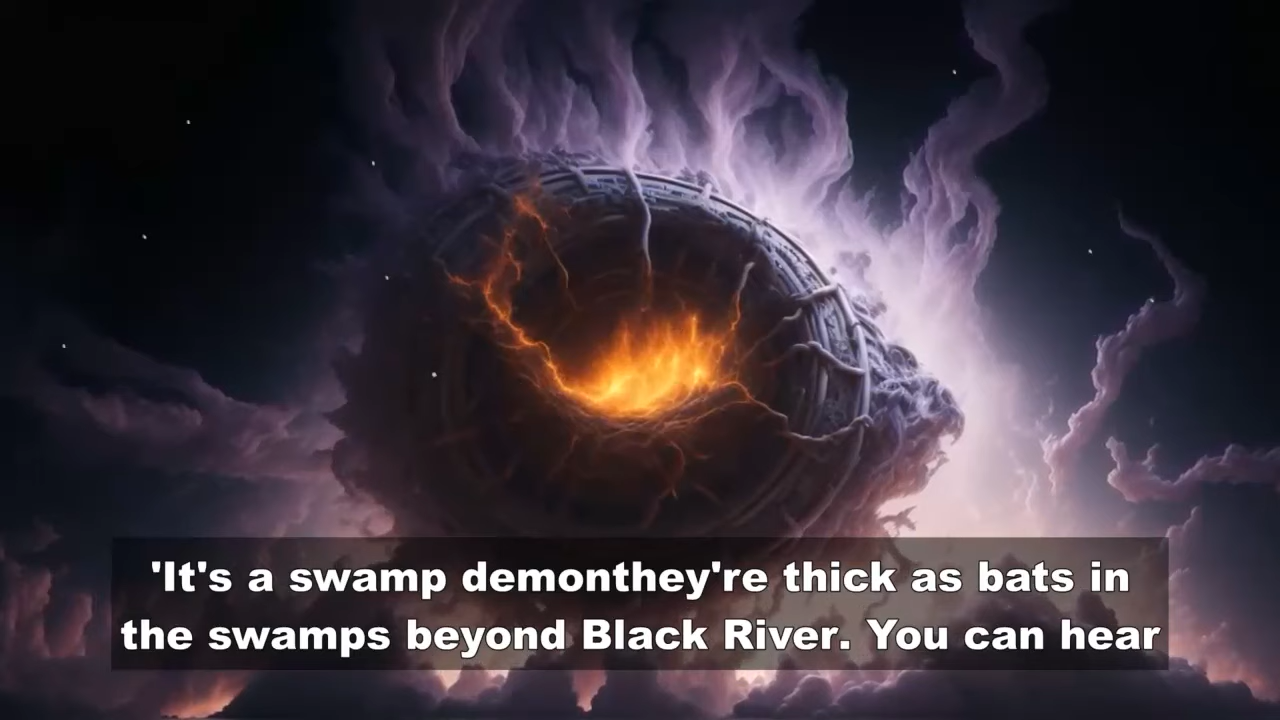 'It's a swamp demonthey're thick as bats in
the swamps beyond Black River. You can hear